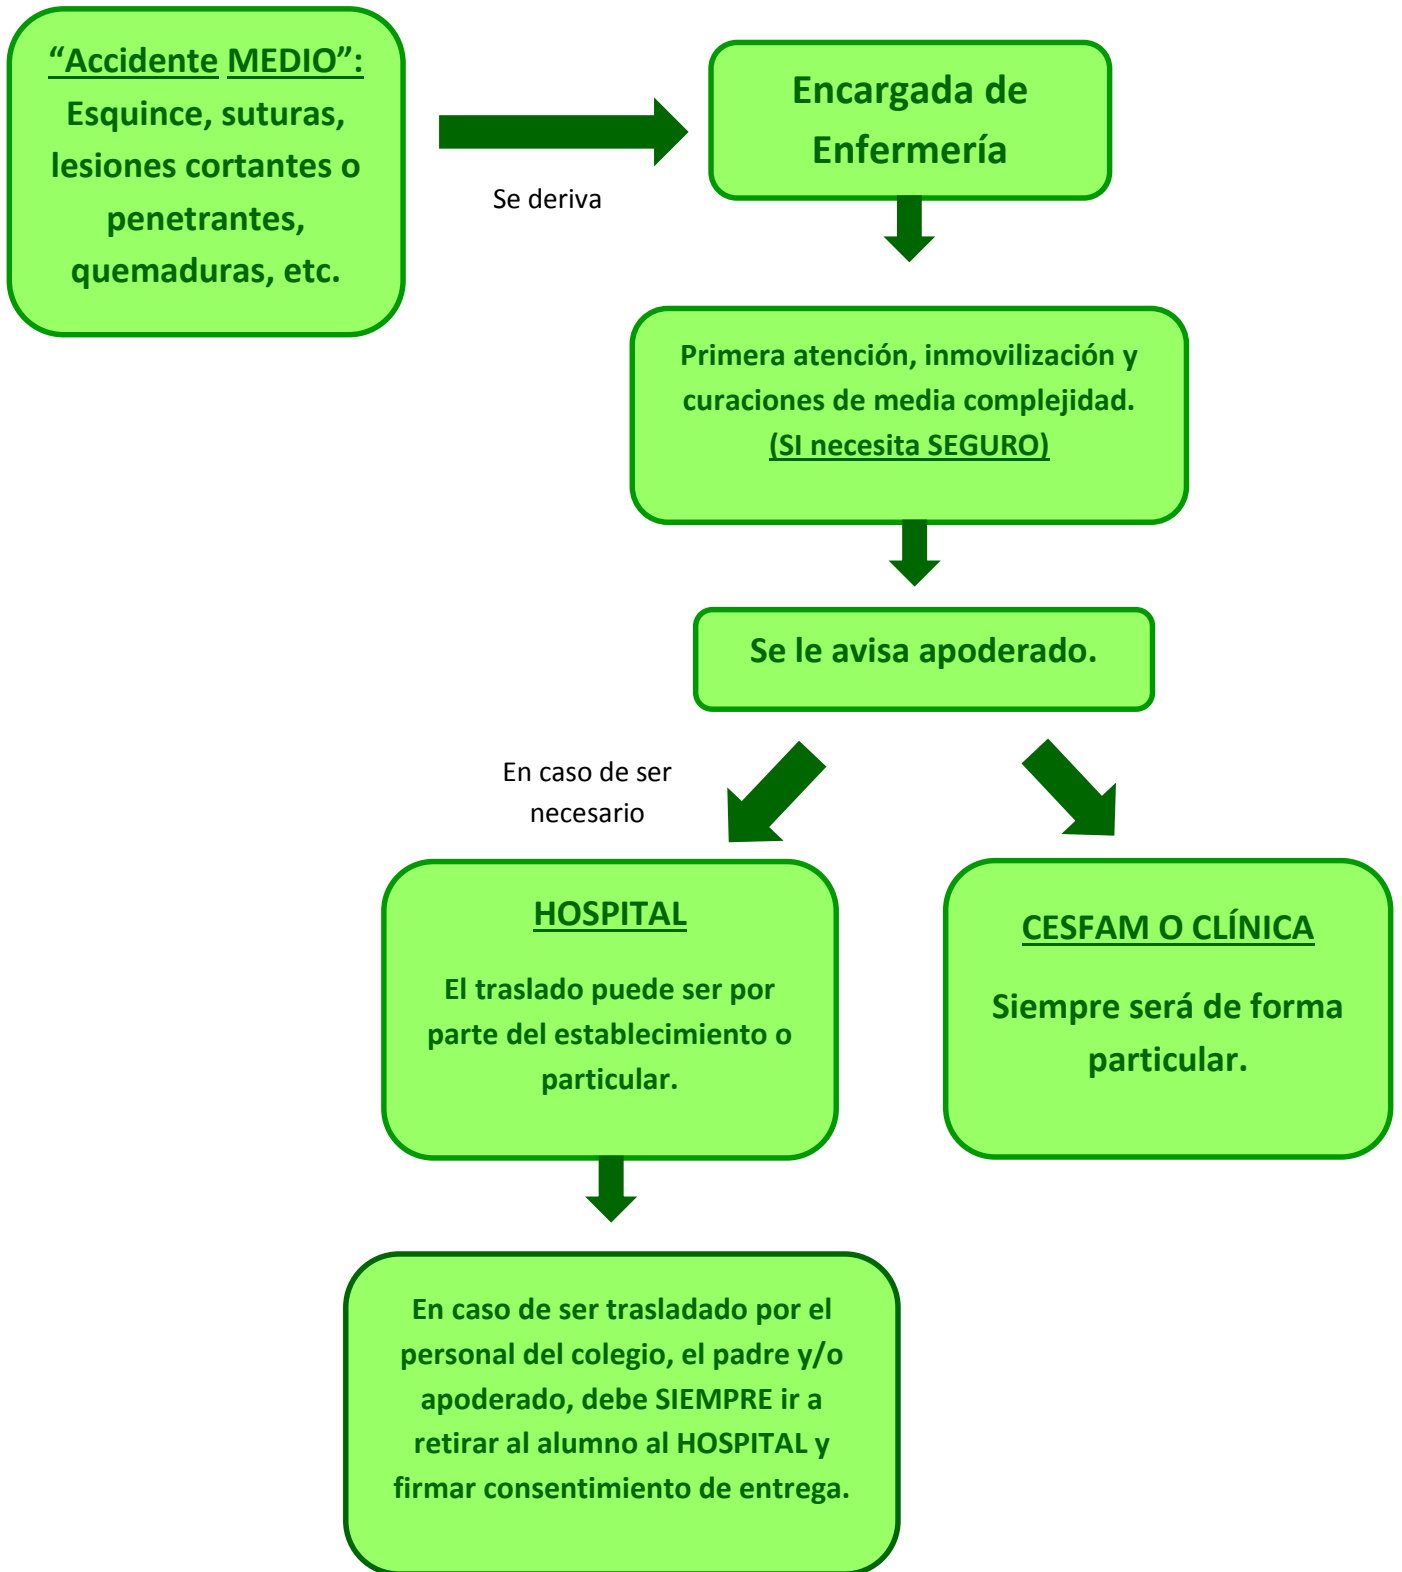 “Accidente MEDIO”:
Esquince, suturas,
lesiones cortantes o
penetrantes,
quemaduras, etc.
Se deriva
Encargada de
Enfermería
Primera atención, inmovilización y
curaciones de media complejidad.
(SI necesita SEGURO)
Se le avisa apoderado.
En caso de ser
necesario
HOSPITAL
El traslado puede ser por
parte del establecimiento o
particular.
CESFAM O CLÍNICA
Siempre será de forma
particular.
En caso de ser trasladado por el
personal del colegio, el padre y/o
apoderado, debe SIEMPRE ir a
retirar al alumno al HOSPITAL y
firmar consentimiento de entrega.